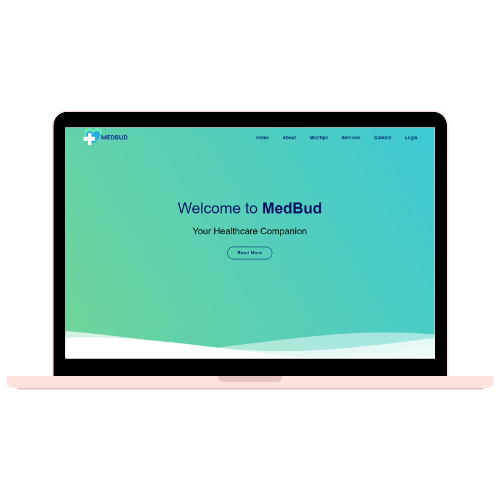 MEDBUD
Home About MedTips Services Contact Login
Welcome to MedBud
Your Healthcare Companion
Read More